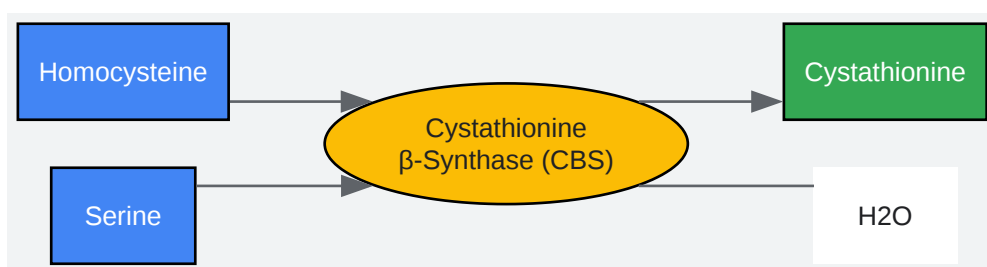 Homocysteine
Cystathionine
Cystathionine
β-Synthase (CBS)
Serine
H2O